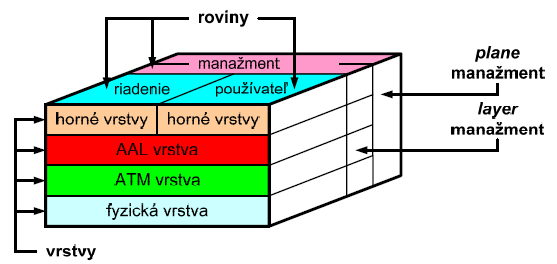 roviny
manažment
riadenie
používateľ
horné vrstvy
horné vrstvy
AAL vrstva
ATM vrstva
fyzická vrstva
vrstvy
plane
manažment
layer
manažment